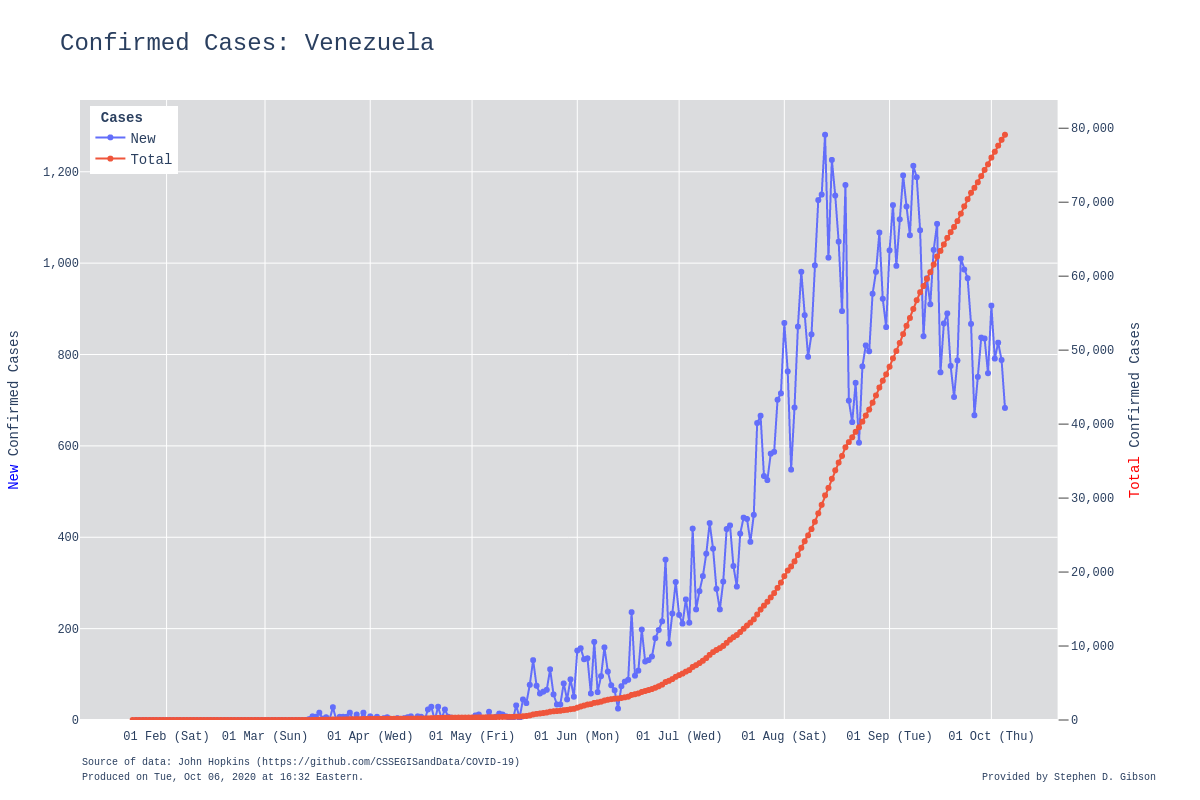 Confirmed Cases: Venezuela
Cases
New
Total
1,200
1,000
800
600
400
200
0
80,000
70,000
60,000
50,000
40,000
30,000
20,000
10,000
0
New Confirmed Cases
Total Confirmed Cases
01 Feb (Sat) 01 Mar (Sun) 01 Apr (Wed) 01 May (Fri) 01 Jun (Mon) 01 Jul (Wed) 01 Aug (Sat) 01 Sep (Tue) 01 Oct (Thu)
Source of data: John Hopkins (https://github.com/CSSEGISandData/COVID-19)
Produced on Tue, Oct 06, 2020 at 16:32 Eastern.
Provided by Stephen D. Gibson